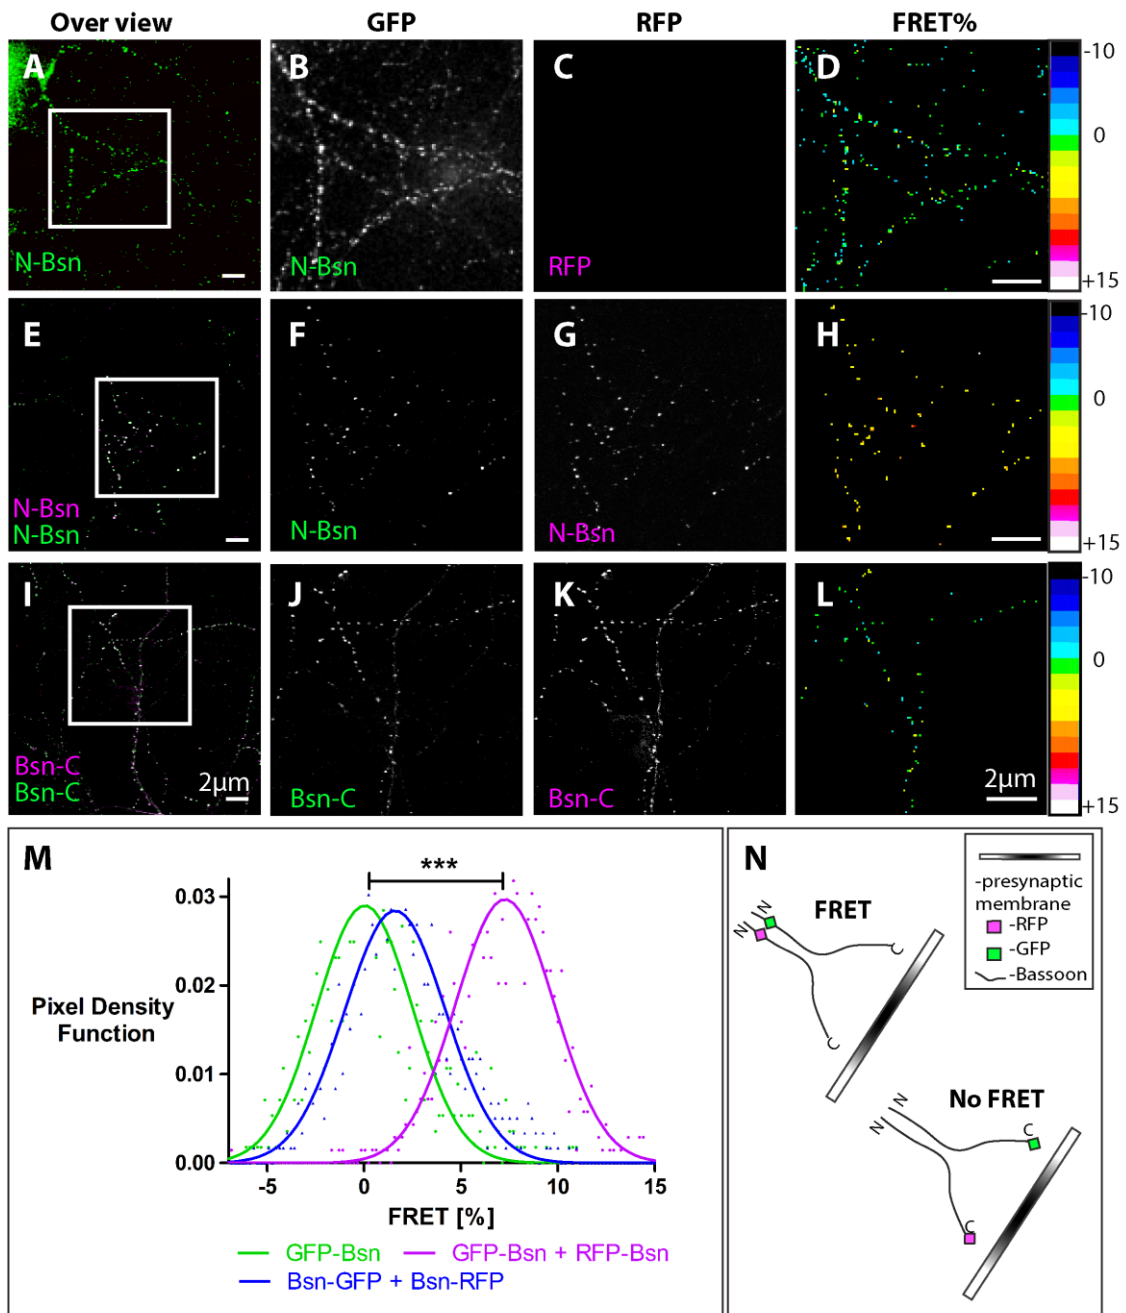 Over view GFP RFP FRET%
A B C D
-10
0
+15
N-Bsn N-Bsn RFP
E F G H
-10
0
+15
N-Bsn
N-Bsn N-Bsn N-Bsn
I J K L
-10
0
+15
Bsn-C 2µm
Bsn-C Bsn-C Bsn-C 2µm
M
***
0.03
0.02
0.01
0.00
Pixel Density
Function
-5 0 5 10 15
FRET [%]
GFP-Bsn GFP-Bsn + RFP-Bsn
Bsn-GFP + Bsn-RFP
N
-presynaptic
membrane
-RFP
-GFP
-Bassoon
N
N
FRET
C
C
No FRET
N
N
C
C